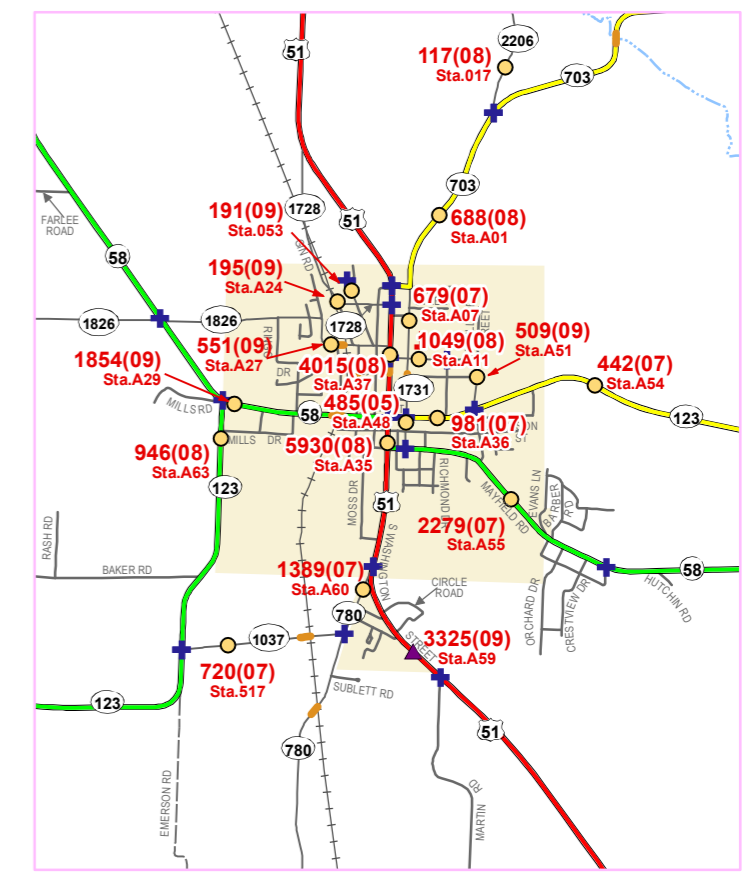 2206
51
117(08)
Sta.017
703
703
1728
191(09)
Sta.053
51
688(08)
Sta.A01
FARLEE
ROAD
GIN RD
58
195(09)
Sta.A24
679(07)
Sta.A07
1826
1826
1728
STREET
551(09)
Sta.A27
1049(08)
Sta.A11
509(09)
Sta.A51
1854(09)
Sta.A29
DR
4015(08)
Sta.A37
442(07)
Sta.A54
1731
MILLS RD
58
485(05)
Sta.A48
123
981(07)
Sta.A36
ST
MILLS DR
946(08)
Sta.A63
5930(08)
Sta.A35
123
MOSS DR
51
RICHMOND
MAYFIELD RD
EVANS LN
BARBER
RD
RASH RD
2279(07)
Sta.A55
BAKER RD
S WASHINGTON
STREET
1389(07)
Sta.A60
CIRCLE
ROAD
58
HUTCHIN RD
ORCHARD DR
CRESTVIEW DR
780
1037
3325(09)
Sta.A59
720(07)
Sta.517
SUBLETT RD
123
51
780
EMERSON RD
MARTIN
RD